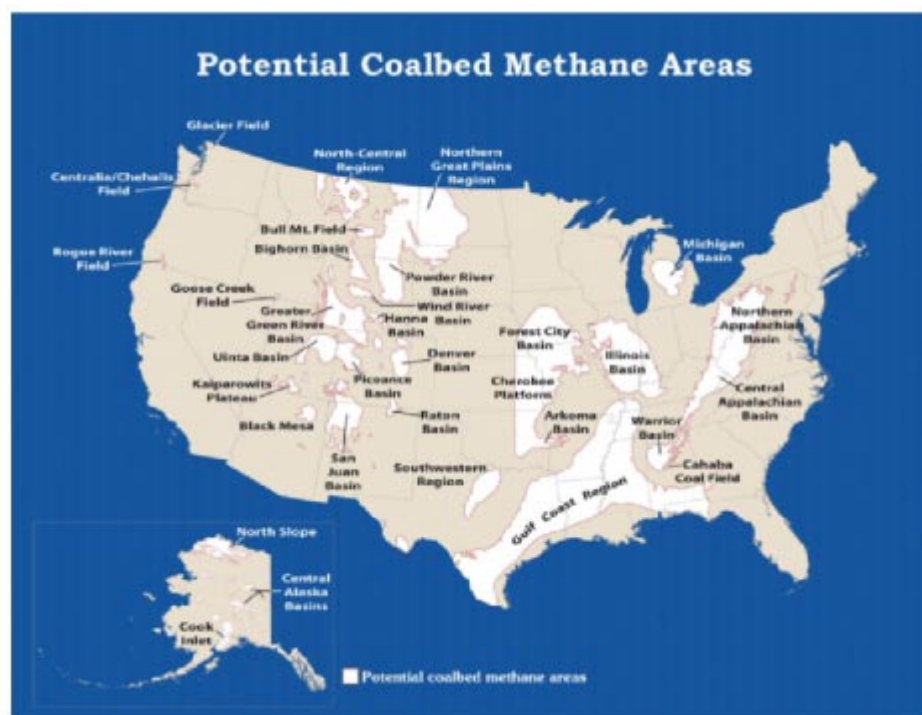 Potential Coalbed Methane Areas
Glacier Field
Centralia/Chehalis
Field
North-Central
Region
Northern
Great Plains
Region
Bull Mt. Field
Bighorn Basin
Rogue River
Field
Michigan
Basin
Powder River
Basin
Goose Creek
Field
Wind River
Basin
Greater
Green River
Basin
Hanna
Basin
Forest City
Basin
Northern
Appalachian
Basin
Uinta Basin
Denver
Basin
Illinois
Basin
Piceance
Basin
Cherokee
Platform
Kaiparowits
Plateau
Central
Appalachian
Basin
Black Mesa
Raton
Basin
Arkoma
Basin
Warrior
Basin
San
Juan
Basin
Southwestern
Region
Cahaba
Coal Field
Gulf Coast Region
North Slope
Central
Alaska
Basins
Cook
Inlet
Potential coalbed methane areas